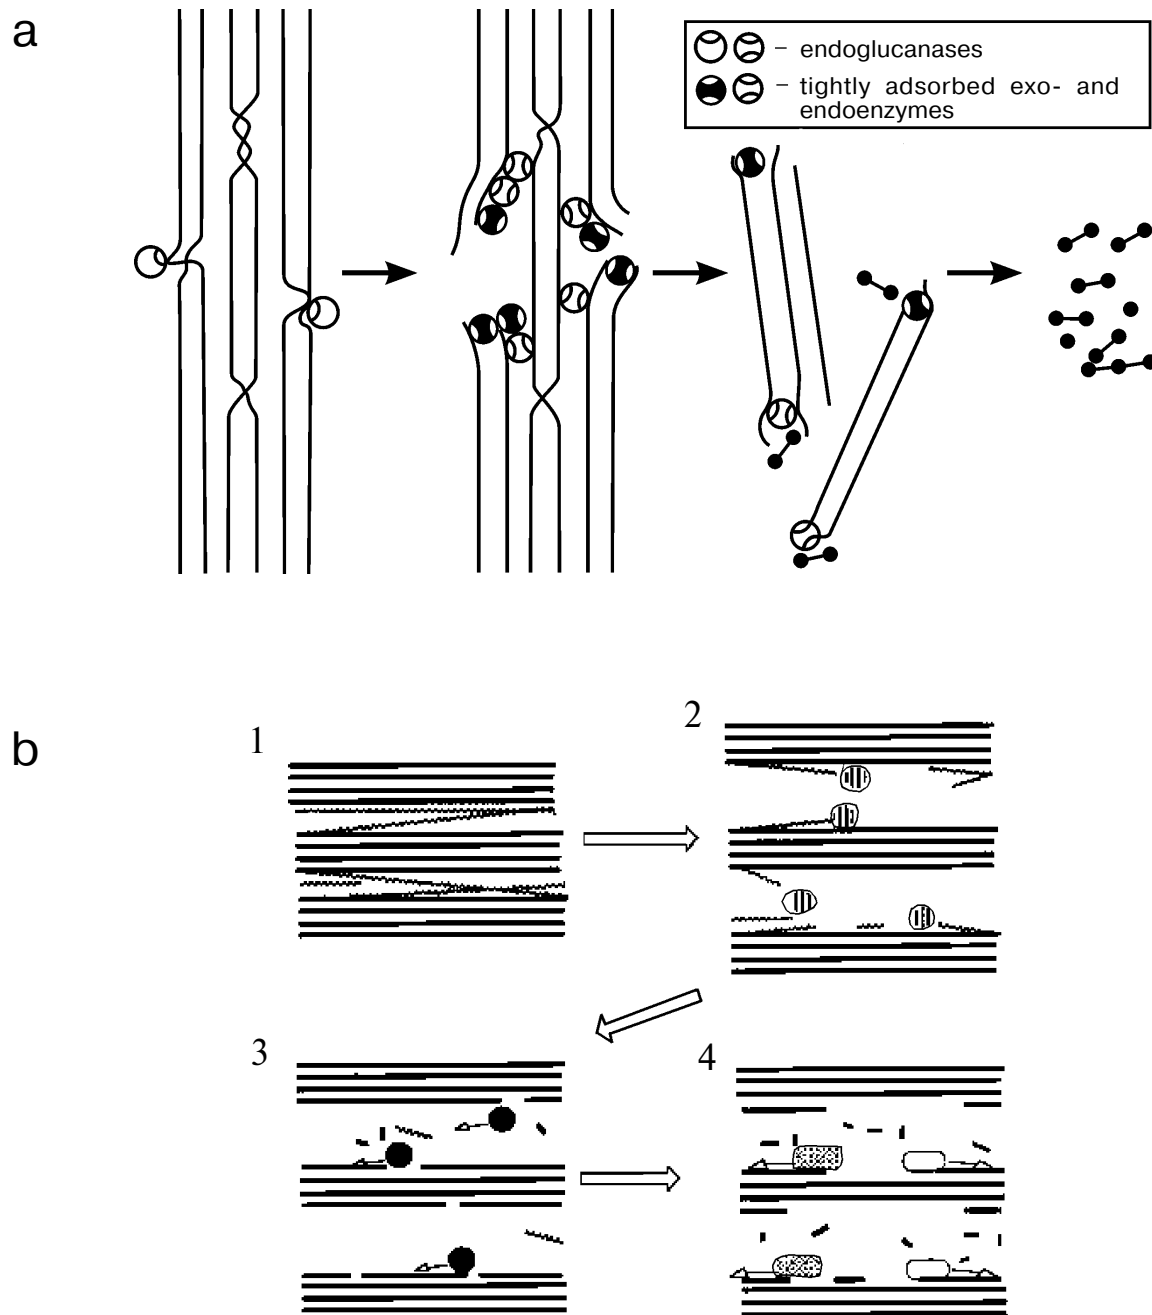 a
– endoglucanases
– tightly adsorbed exo- and
endoenzymes
b
1
2
3
4